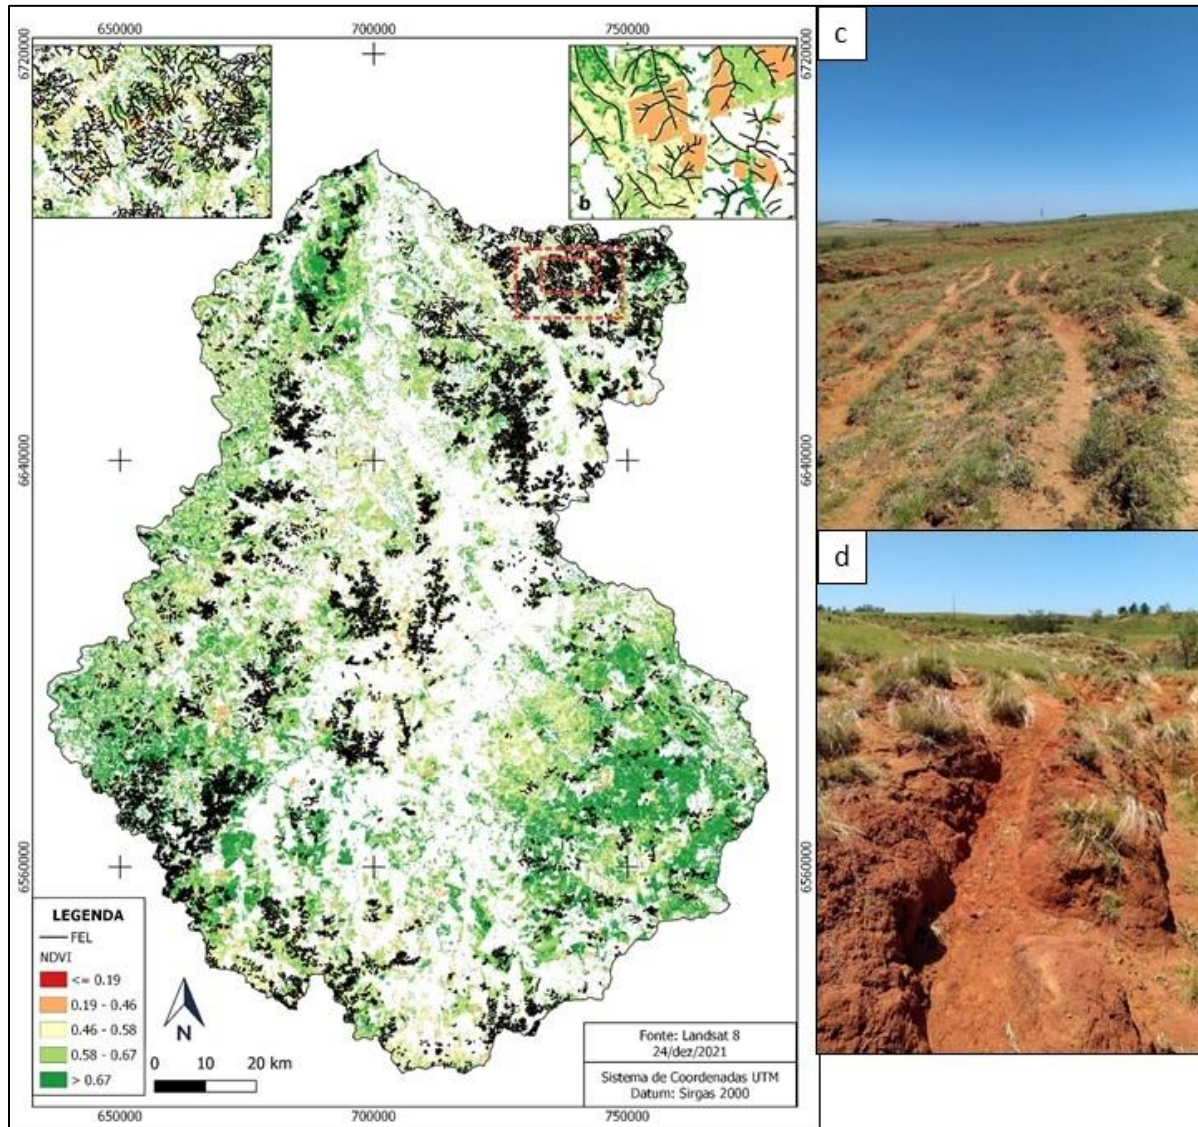 650000
700000
750000
6720000
6720000
a
b
c
6640000
6640000
d
6560000
6560000
LEGENDA
FEL
NDVI
<= 0.19
0.19 - 0.46
0.46 - 0.58
0.58 - 0.67
> 0.67
N
0 10 20 km
Fonte: Landsat 8
24/dez/2021
Sistema de Coordenadas UTM
Datum: Sirgas 2000
650000
700000
750000